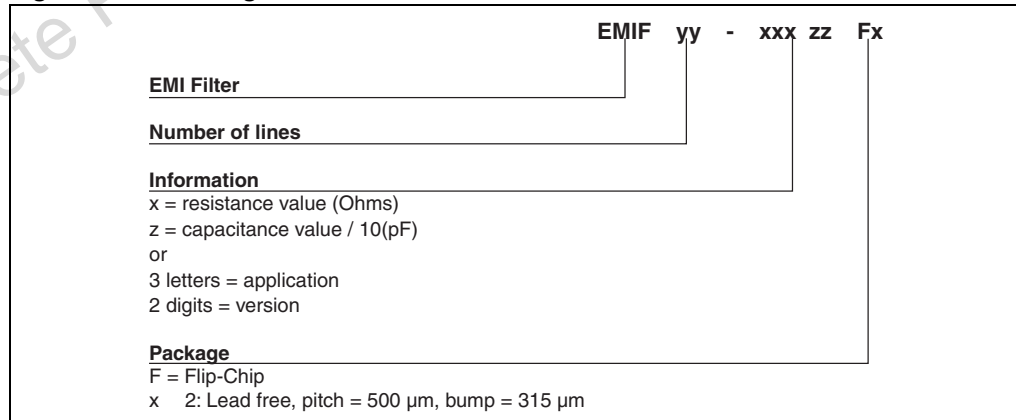 EMIF yy - xxx zz Fx
EMI Filter
Number of lines
Information
x = resistance value (Ohms)
z = capacitance value / 10(pF)
or
3 letters = application
2 digits = version
Package
F = Flip-Chip
x 2: Lead free, pitch = 500 µm, bump = 315 µm